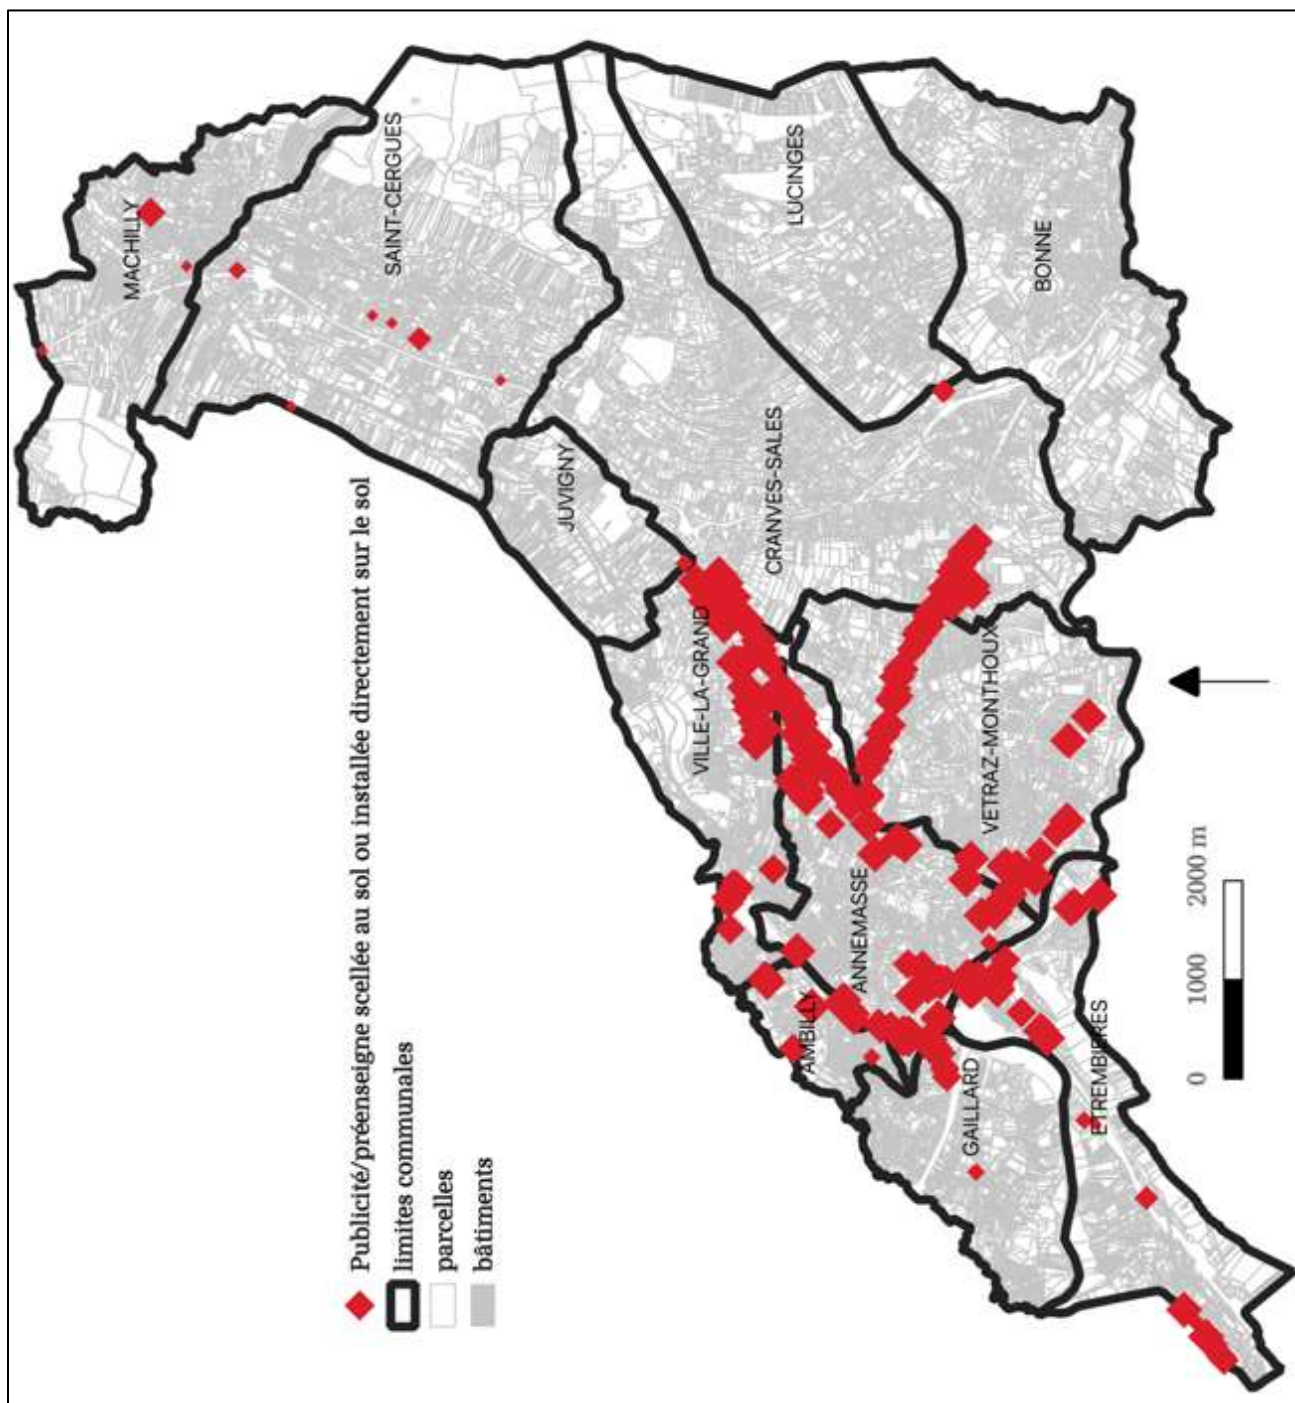 Publicité/préenseigne scellée au sol ou installée directement sur le sol
limites communales
parcelles
bâtiments
MACHILLY
SAINT-CERGUES
JUVIGNY
LUCINGES
CRANVES-SALES
BONNE
VILLE-LA-GRAND
VETRAZ-MONTHOUX
ANNEMASSE
AMBILLY
GAILLARD
ETREMBIERES
0 1000 2000 m